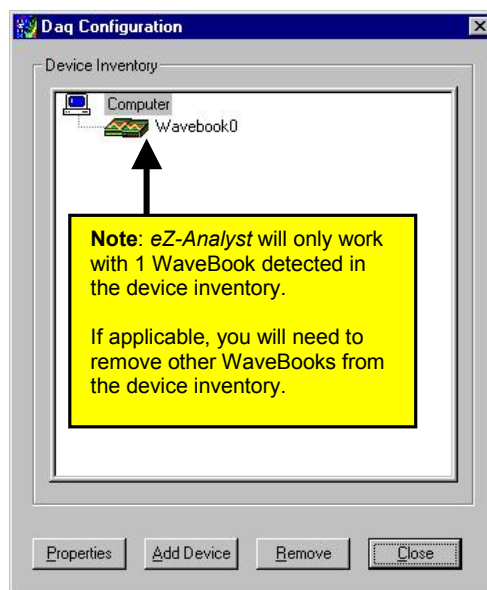 Daq Configuration
Device Inventory
Computer
Wavebook0
Note: eZ-Analyst will only work
with 1 WaveBook detected in
the device inventory.
If applicable, you will need to
remove other WaveBooks from
the device inventory.
Properties
Add Device
Remove
Close